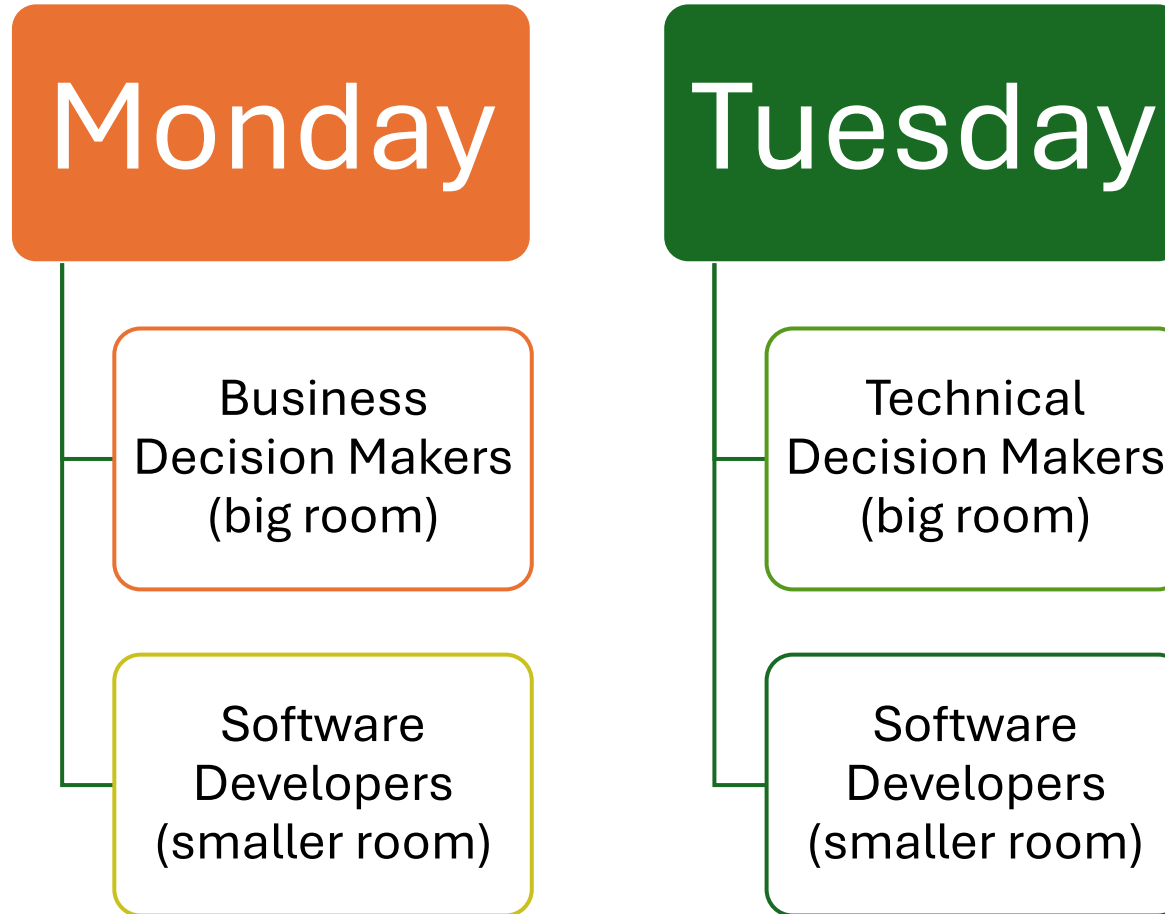 Monday
Business
Decision Makers
(big room)
Software
Developers
(smaller room)
Tuesday
Technical
Decision Makers
(big room)
Software
Developers
(smaller room)